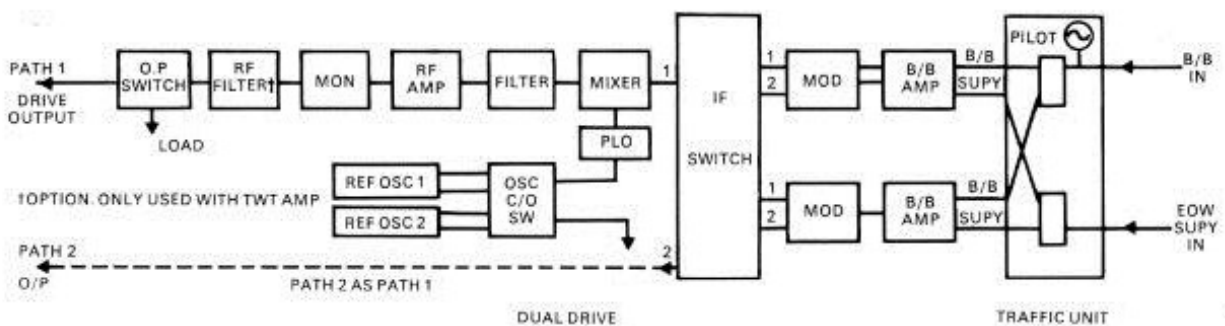 PATH 1
DRIVE
OUTPUT
O.P
SWITCH
LOAD
RF
FILTER†
MON
RF
AMP
FILTER
MIXER
PLO
REF OSC 1
REF OSC 2
OSC
C/O
SW
†OPTION. ONLY USED WITH TWT AMP
PATH 2
O/P
PATH 2 AS PATH 1
1
2
IF
SWITCH
1
2
MOD
B/B
AMP
B/B
SUPY
1
2
MOD
B/B
AMP
B/B
SUPY
PILOT
B/B
IN
EOW
SUPY
IN
DUAL DRIVE
TRAFFIC UNIT